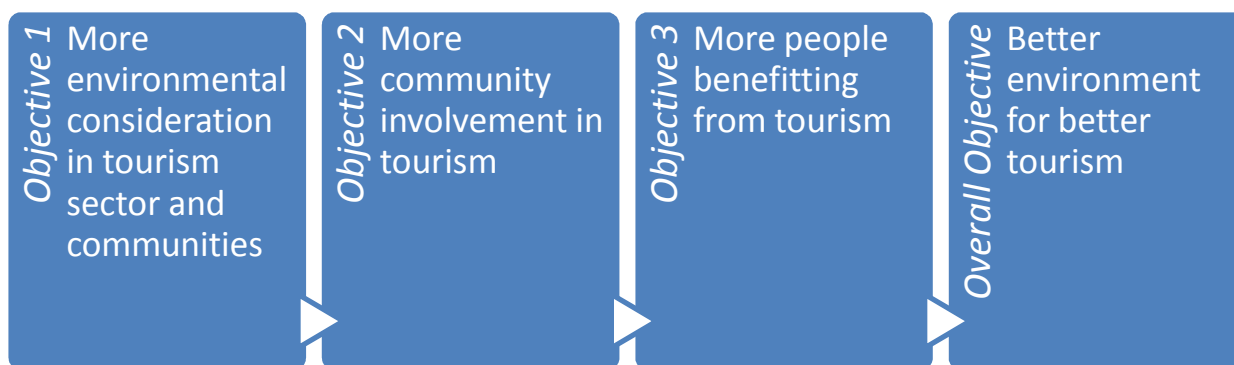 Objective 1
More
environmental
consideration
in tourism
sector and
communities
Objective 2
More
community
involvement in
tourism
Objective 3
More people
benefitting
from tourism
Overall Objective
Better
environment
for better
tourism